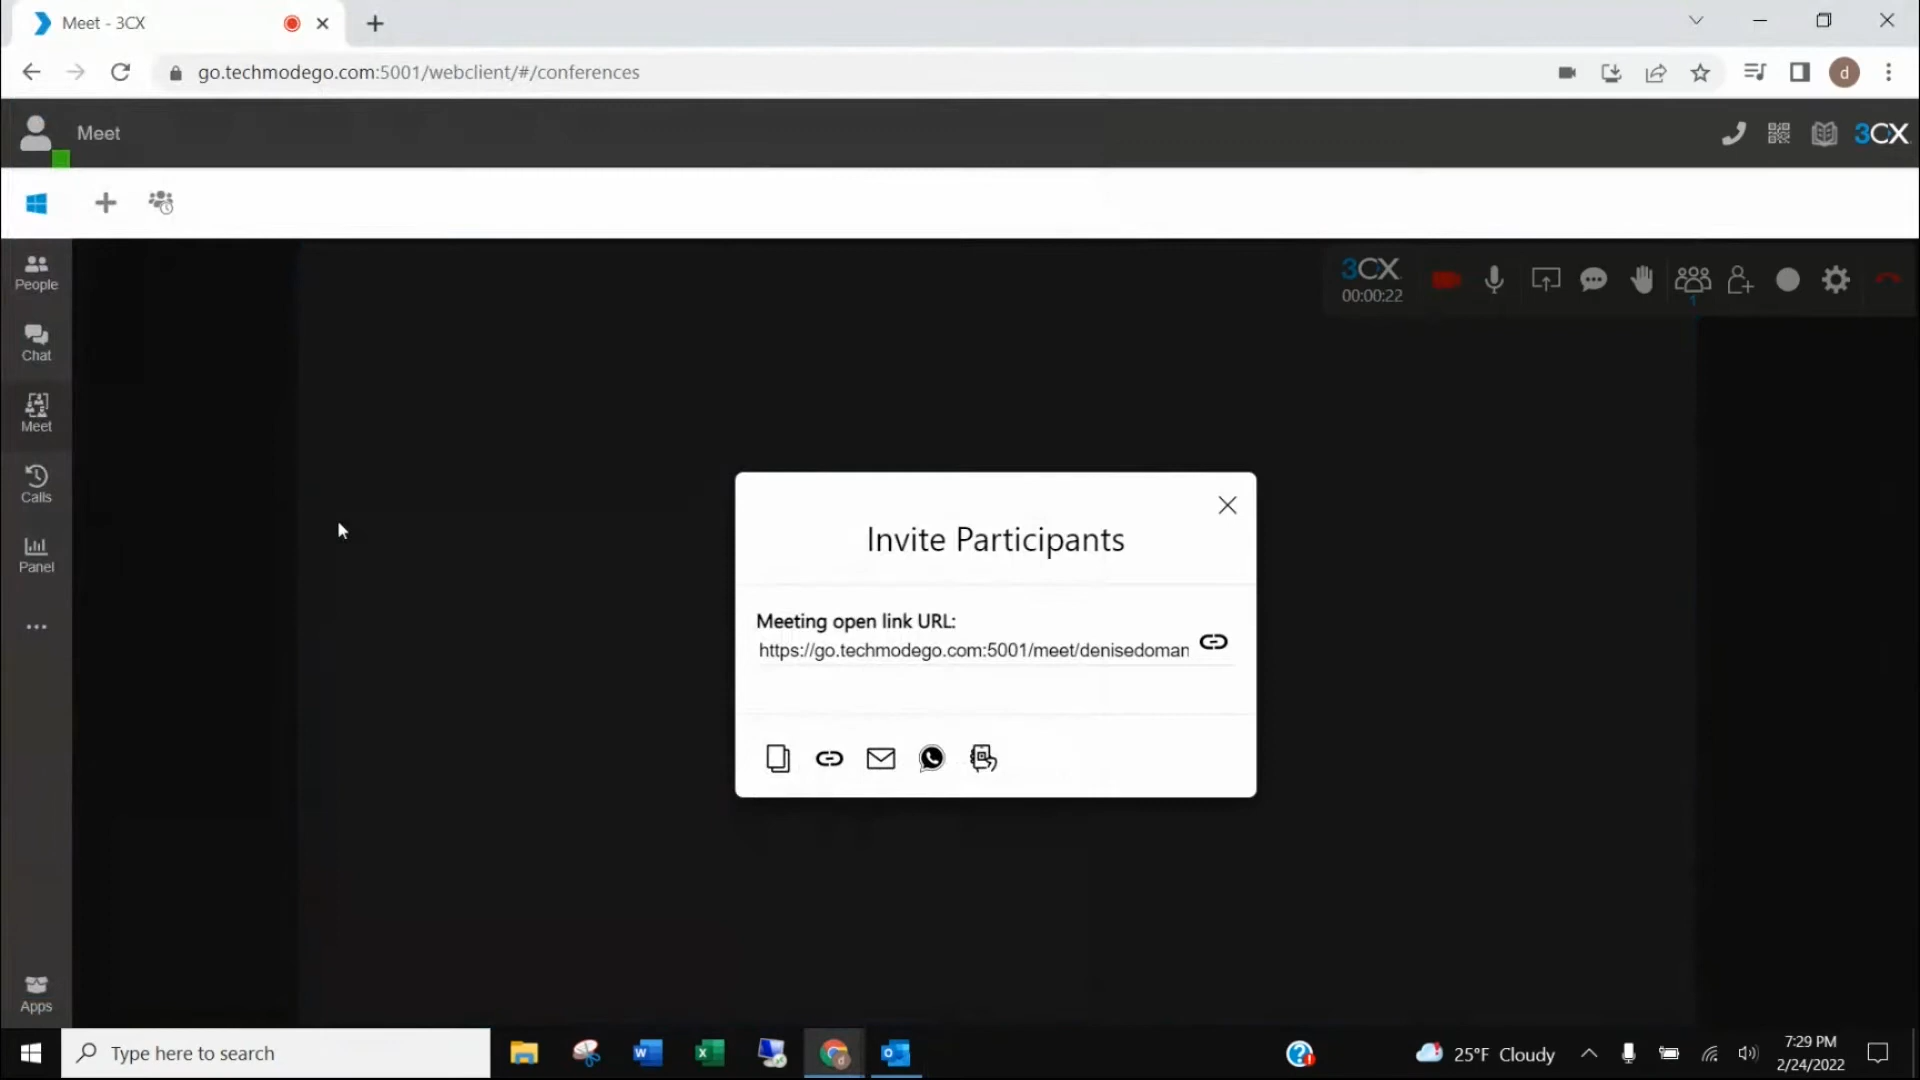 Meet - 3CX
go.techmodego.com:5001/webclient/#/conferences
d
Meet
3CX
People
Chat
Meet
Calls
Panel
Apps
3CX
00:00:22
1
Invite Participants
Meeting open link URL:
https://go.techmodego.com:5001/meet/denisedoman
Type here to search
25°F Cloudy
7:29 PM
2/24/2022